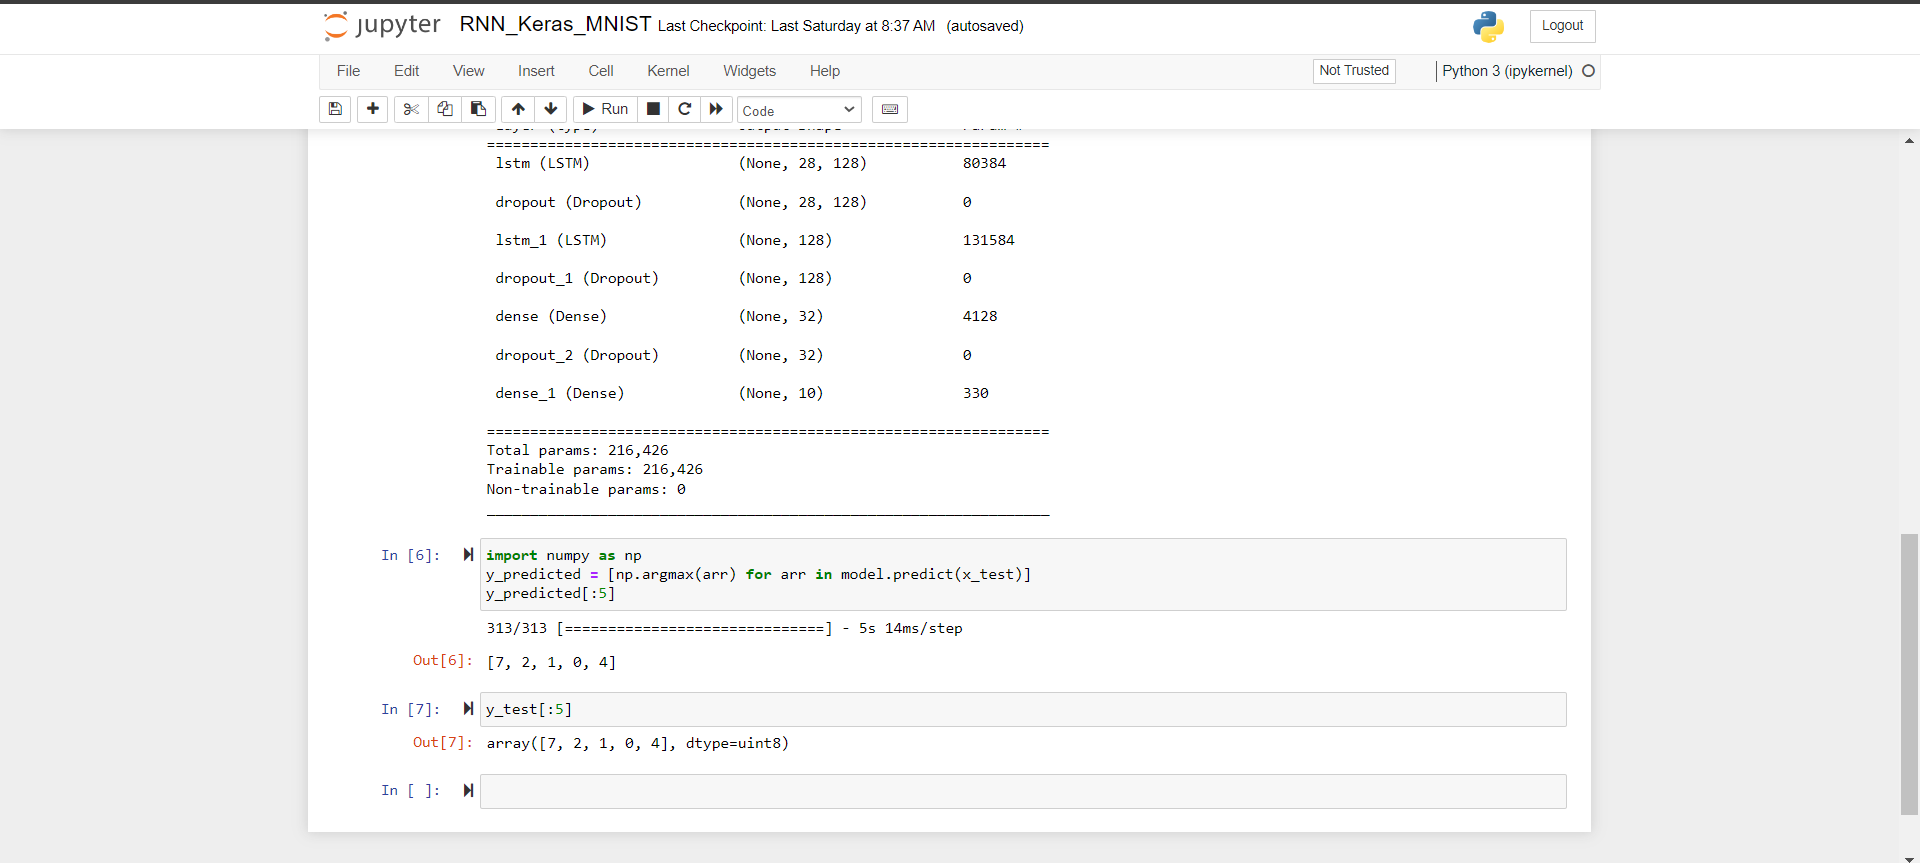 jupyter RNN_Keras_MNIST Last Checkpoint: Last Saturday at 8:37 AM (autosaved) Logout
File Edit View Insert Cell Kernel Widgets Help Not Trusted Python 3 (ipykernel)
Run Code
=================================================================
lstm (LSTM) (None, 28, 128) 80384
dropout (Dropout) (None, 28, 128) 0
lstm_1 (LSTM) (None, 128) 131584
dropout_1 (Dropout) (None, 128) 0
dense (Dense) (None, 32) 4128
dropout_2 (Dropout) (None, 32) 0
dense_1 (Dense) (None, 10) 330
=================================================================
Total params: 216,426
Trainable params: 216,426
Non-trainable params: 0
_________________________________________________________________
In [6]: import numpy as np
y_predicted = [np.argmax(arr) for arr in model.predict(x_test)]
y_predicted[:5]
313/313 [==============================] - 5s 14ms/step
Out[6]: [7, 2, 1, 0, 4]
In [7]: y_test[:5]
Out[7]: array([7, 2, 1, 0, 4], dtype=uint8)
In [ ]: